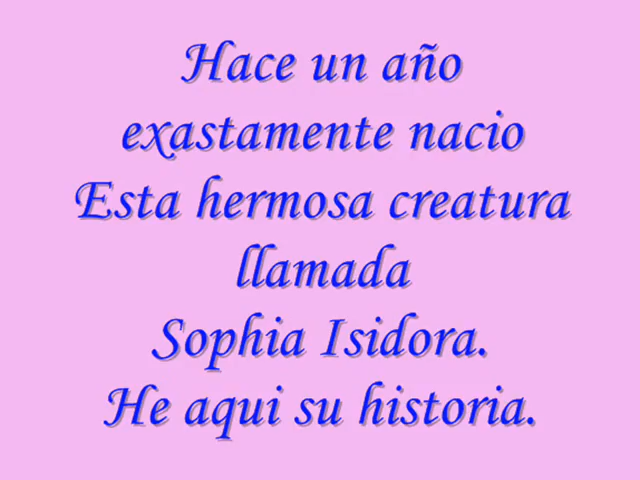 Hace un año
exastamente nacio
Esta hermosa creatura
llamada
Sophia Isidora.
He aqui su historia.